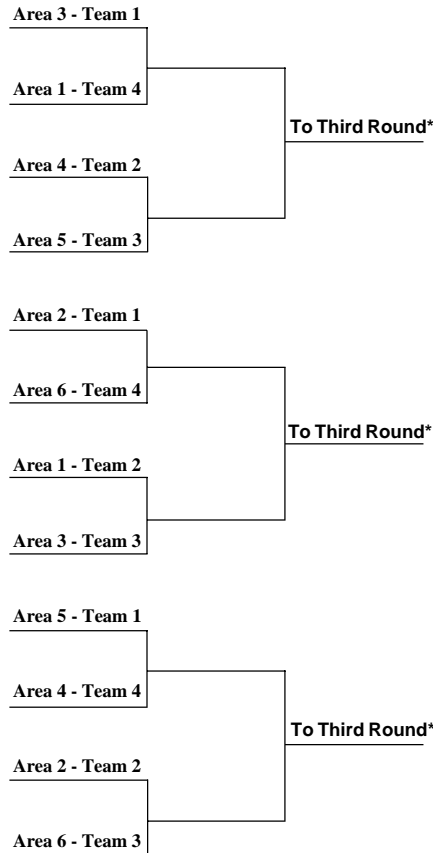 Area 3 - Team 1
Area 1 - Team 4
To Third Round*
Area 4 - Team 2
Area 5 - Team 3
Area 2 - Team 1
Area 6 - Team 4
To Third Round*
Area 1 - Team 2
Area 3 - Team 3
Area 5 - Team 1
Area 4 - Team 4
To Third Round*
Area 2 - Team 2
Area 6 - Team 3